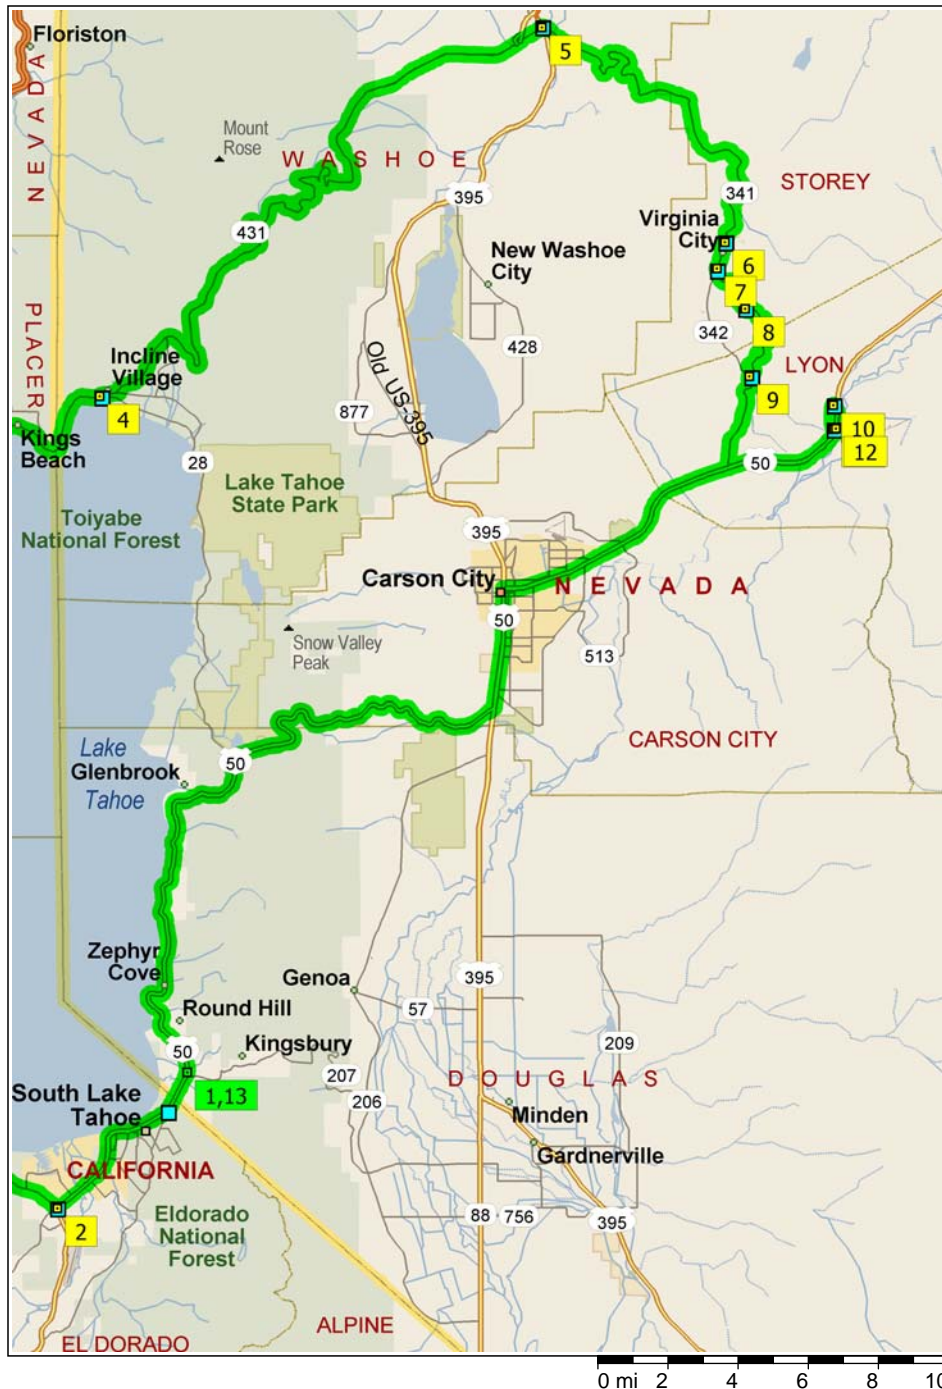 Floriston
5
NEVADA
Mount
Rose
WASHOE
395
341
STOREY
Virginia
City
431
New Washoe
City
6
7
8
342
428
PLACER
Incline
Village
Old US-395
LYON
9
877
4
10
12
Kings
Beach
28
50
Lake Tahoe
State Park
Toiyabe
National Forest
395
Carson City
NEVADA
50
Snow Valley
Peak
513
CARSON CITY
Lake
50
Glenbrook
Tahoe
Zephyr
Cove
Genoa
395
57
Round Hill
50
Kingsbury
209
207
DOUGLAS
South Lake
Tahoe
1,13
206
Minden
Gardnerville
CALIFORNIA
2
Eldorado
National
Forest
88
756
395
ALPINE
EL DORADO
0 mi 2 4 6 8 10